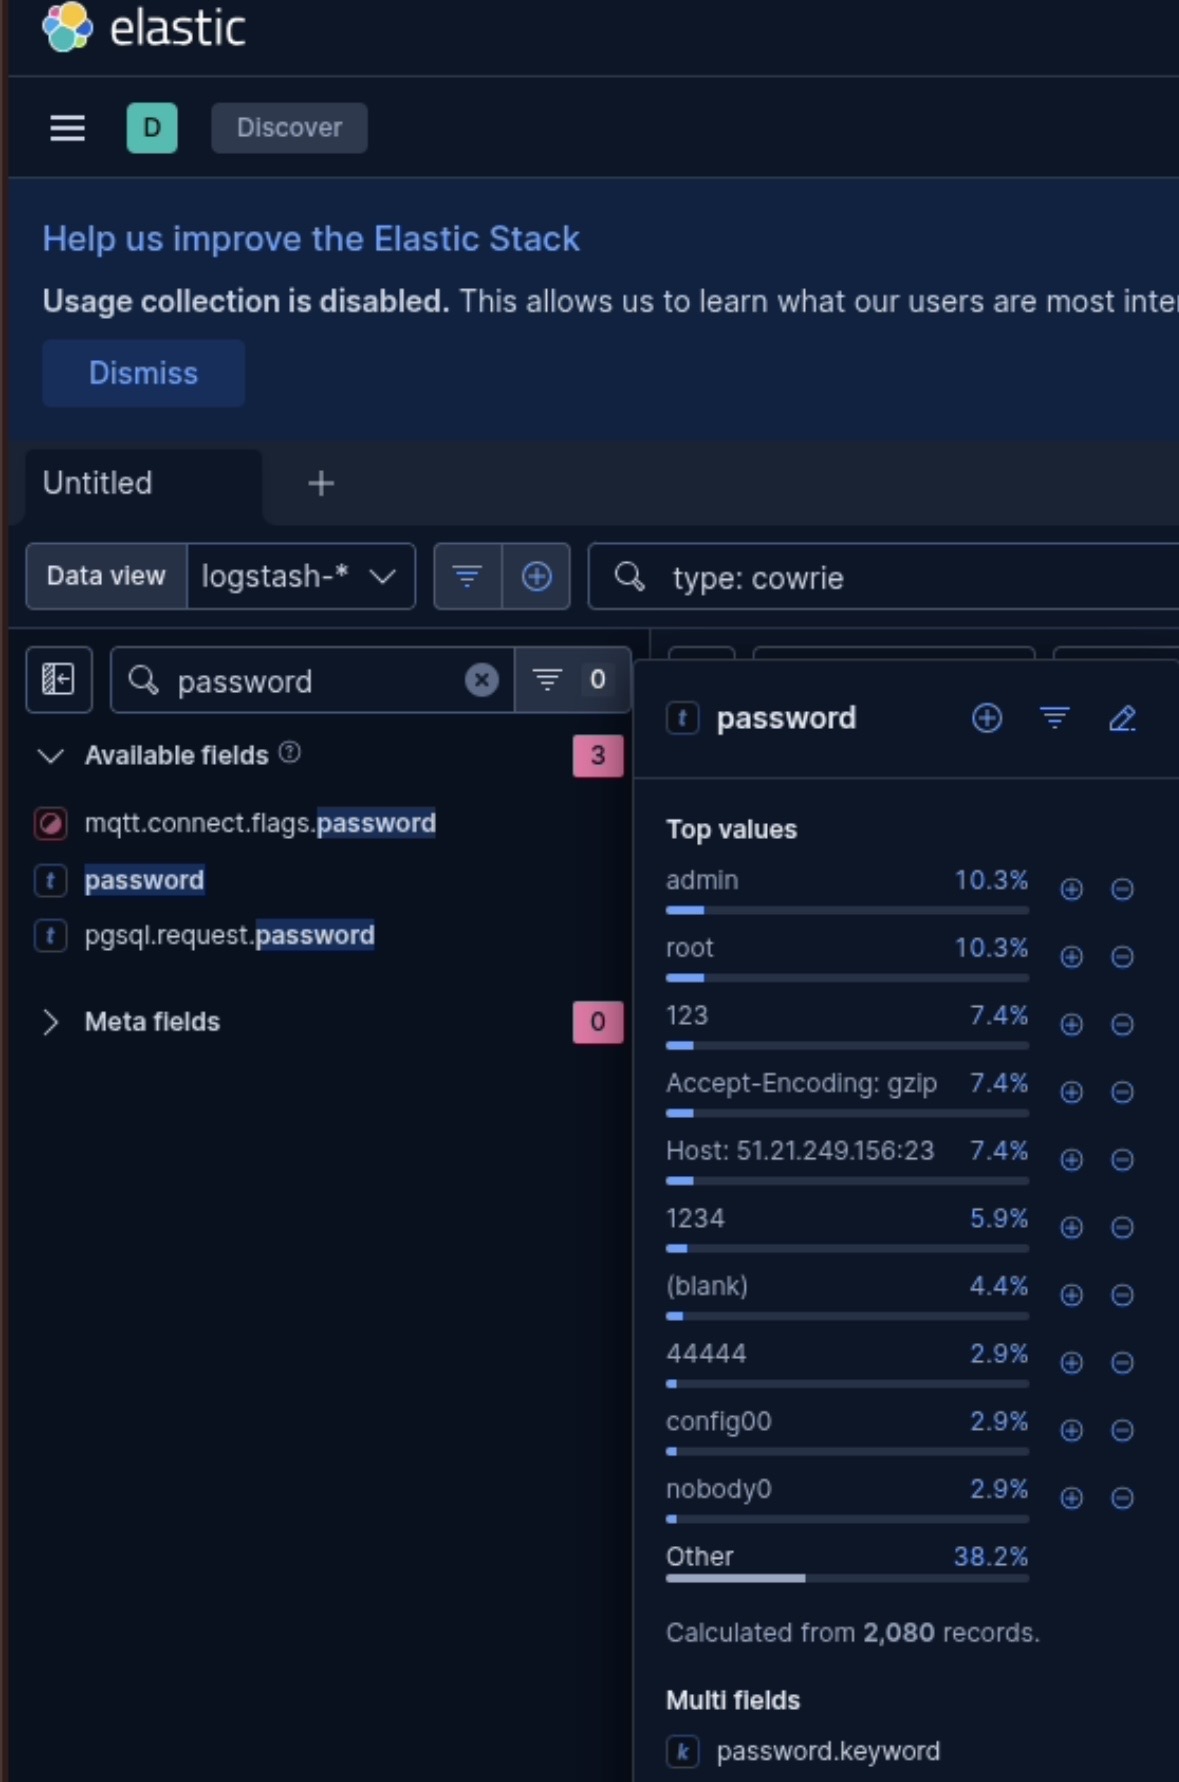 elastic
D Discover
Help us improve the Elastic Stack
Usage collection is disabled. This allows us to learn what our users are most inter
Dismiss
Untitled
Data view logstash-* type: cowrie
password 0
Available fields 3
mqtt.connect.flags.password
t password
t pgsql.request.password
Meta fields 0
t password
Top values
admin 10.3%
root 10.3%
123 7.4%
Accept-Encoding: gzip 7.4%
Host: 51.21.249.156:23 7.4%
1234 5.9%
(blank) 4.4%
44444 2.9%
config00 2.9%
nobody0 2.9%
Other 38.2%
Calculated from 2,080 records.
Multi fields
k password.keyword